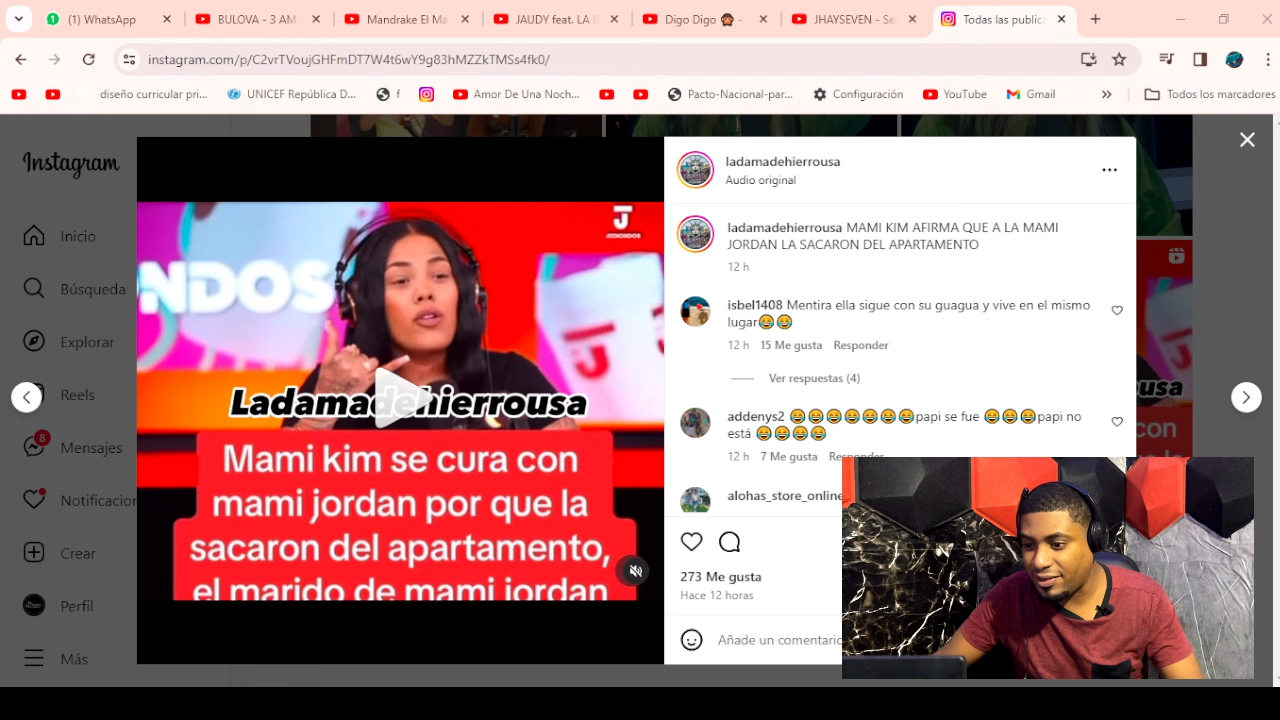 (1) WhatsApp
BULOVA - 3 AM
Mandrake El Ma
JAUDY feat. LA
Digo Digo 🙊 -
JHAYSEVEN - Se
Todas las publica
instagram.com/p/C2vrTVoujGHFmDT7W4t6wY9g83hMZZkTMSs4fk0/
diseño curricular pri...
UNICEF República D...
f
Amor De Una Noch...
Pacto-Nacional-par...
Configuración
YouTube
Gmail
Todos los marcadores
Instagram
Inicio
Búsqueda
Explorar
Reels
8
Mensajes
Notificacion
Crear
Perfil
Más
J
JEDIONDOS
ONDOS
Ladamadehierrousa
Mami kim se cura con
mami jordan por que la
sacaron del apartamento,
el marido de mami jordan
ladamadehierrousa
Audio original
ladamadehierrousa MAMI KIM AFIRMA QUE A LA MAMI
JORDAN LA SACARON DEL APARTAMENTO
12 h
isbel1408 Mentira ella sigue con su guagua y vive en el mismo
lugar😂😂
12 h 15 Me gusta Responder
Ver respuestas (4)
addenys2 😂😂😂😂😂😂😂papi se fue 😂😂😂papi no
está 😂😂😂😂
12 h 7 Me gusta Responder
alohas_store_online
273 Me gusta
Hace 12 horas
Añade un comentario